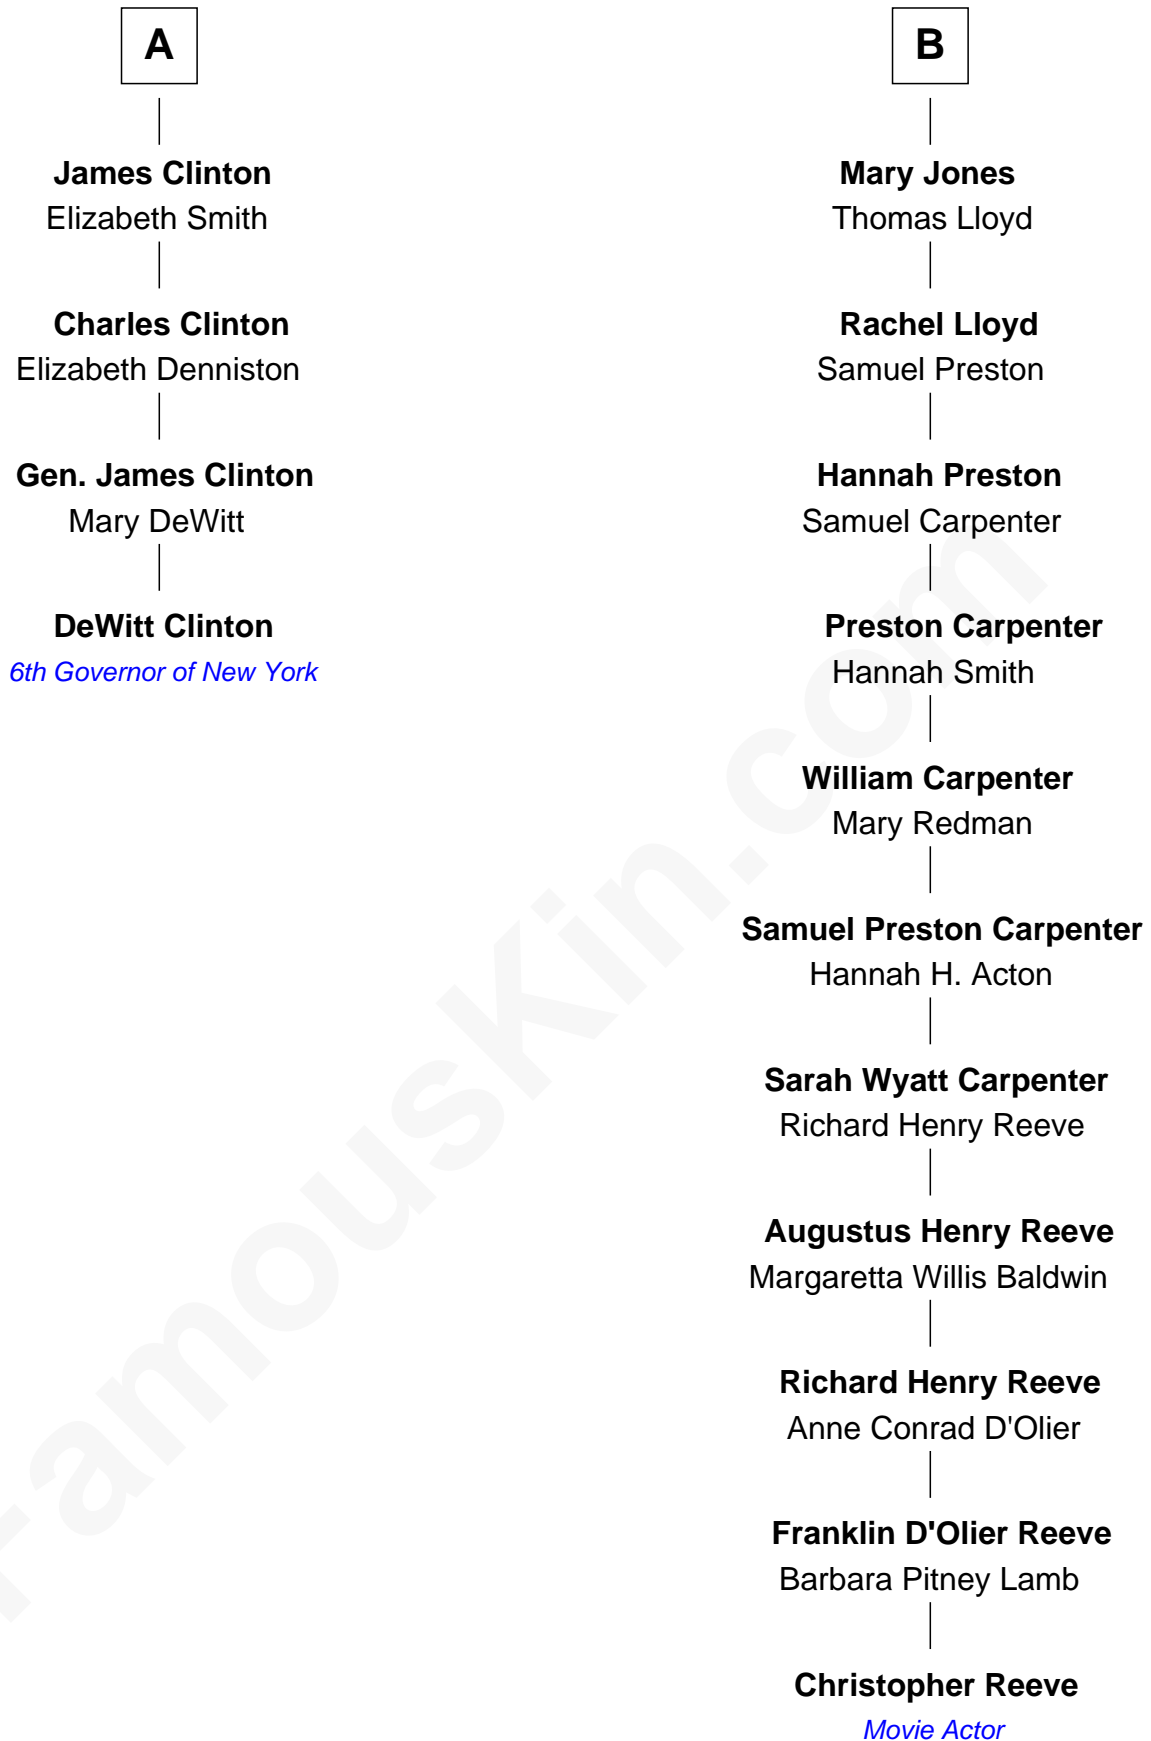 A
James Clinton
Elizabeth Smith
Charles Clinton
Elizabeth Denniston
Gen. James Clinton
Mary DeWitt
DeWitt Clinton
6th Governor of New York
B
Mary Jones
Thomas Lloyd
Rachel Lloyd
Samuel Preston
Hannah Preston
Samuel Carpenter
Preston Carpenter
Hannah Smith
William Carpenter
Mary Redman
Samuel Preston Carpenter
Hannah H. Acton
Sarah Wyatt Carpenter
Richard Henry Reeve
Augustus Henry Reeve
Margaretta Willis Baldwin
Richard Henry Reeve
Anne Conrad D'Olier
Franklin D'Olier Reeve
Barbara Pitney Lamb
Christopher Reeve
Movie Actor
FamousKin.com